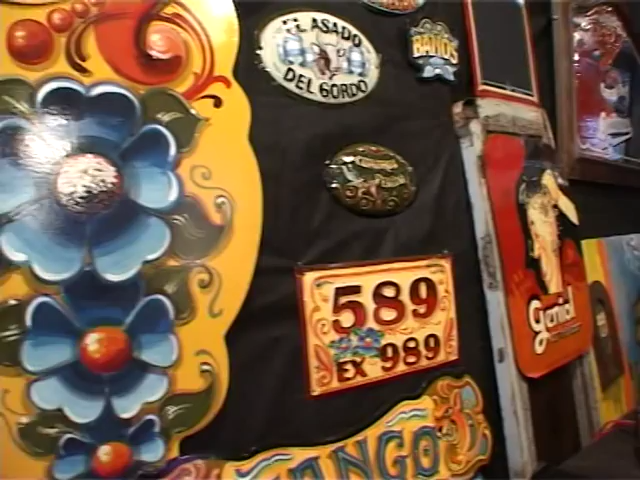 EL ASADO
DEL GORDO
BAÑOS
589
EX 989
Geniol
TANGO